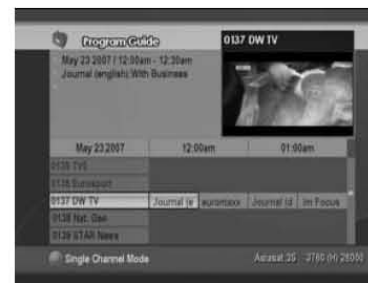 Program Guide
0137 DW TV
May 23 2007 / 12:00am - 12:30am
Journal (english) With Business
May 23 2007 12:00am 01:00am
0135 TV5
0136 Eurosport
0137 DW TV Journal (e euromaxx Journal (d Im Focus
0138 Nat. Geo
0139 STAR News
Single Channel Mode Asiasat 3S 3760 (H) 26000